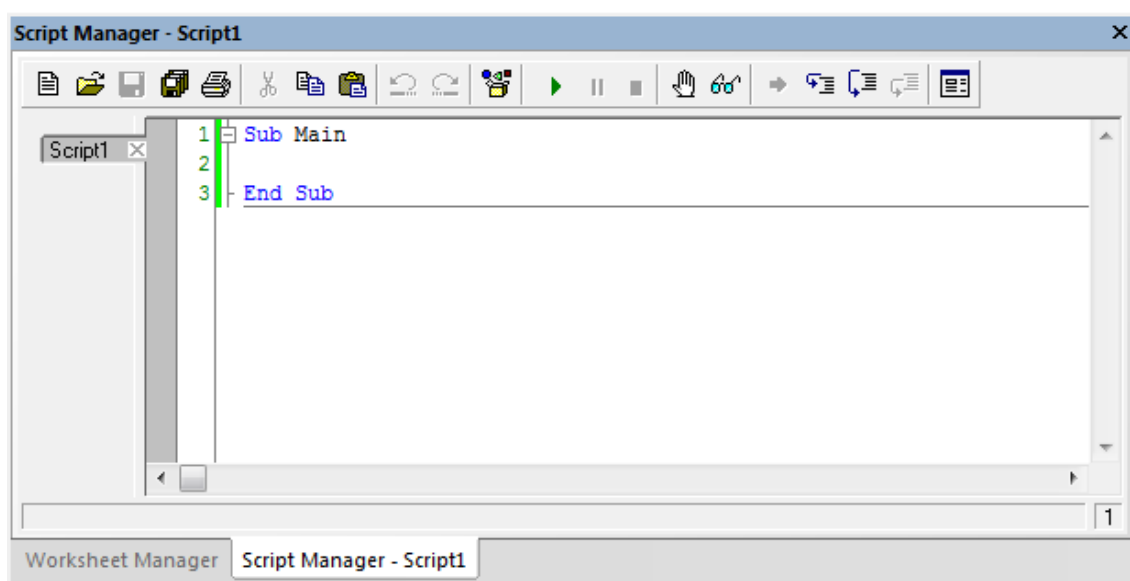 Script Manager - Script1
Script1
1 Sub Main
2
3 End Sub
1
Worksheet Manager Script Manager - Script1